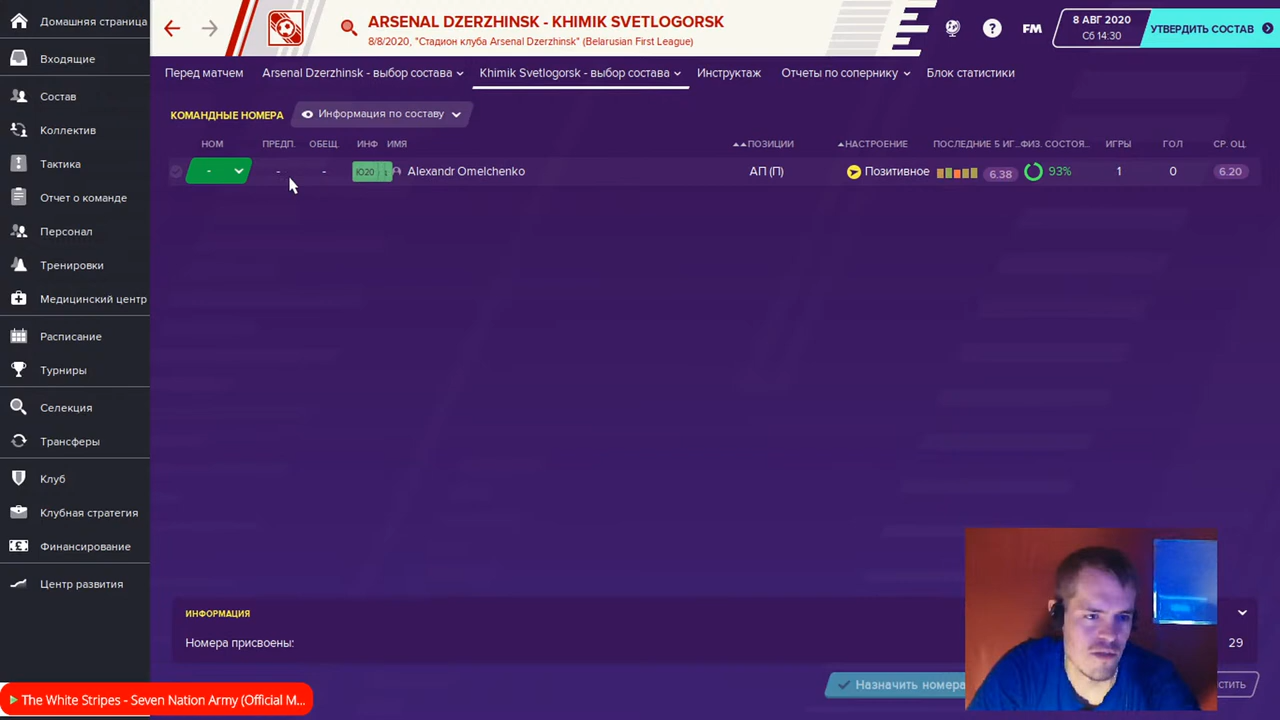 Домашняя страница
Входящие
Состав
Коллектив
Тактика
Отчет о команде
Персонал
Тренировки
Медицинский центр
Расписание
Турниры
Селекция
Трансферы
Клуб
Клубная стратегия
Финансирование
Центр развития
ARSENAL DZERZHINSK - KHIMIK SVETLOGORSK
8/8/2020, "Стадион клуба Arsenal Dzerzhinsk" (Belarusian First League)
? FM
8 АВГ 2020
Сб 14:30
УТВЕРДИТЬ СОСТАВ
Перед матчем Arsenal Dzerzhinsk - выбор состава Khimik Svetlogorsk - выбор состава Инструктаж Отчеты по сопернику Блок статистики
КОМАНДНЫЕ НОМЕРА Информация по составу
НОМ ПРЕДП. ОБЕЩ. ИНФ ИМЯ ПОЗИЦИИ НАСТРОЕНИЕ ПОСЛЕДНИЕ 5 ИГ... ФИЗ. СОСТОЯ... ИГРЫ ГОЛ СР. ОЦ.
- - - Ю20 Alexandr Omelchenko АП (П) Позитивное 6.38 93% 1 0 6.20
ИНФОРМАЦИЯ
Номера присвоены: 29
Назначить номера
The White Stripes - Seven Nation Army (Official M...